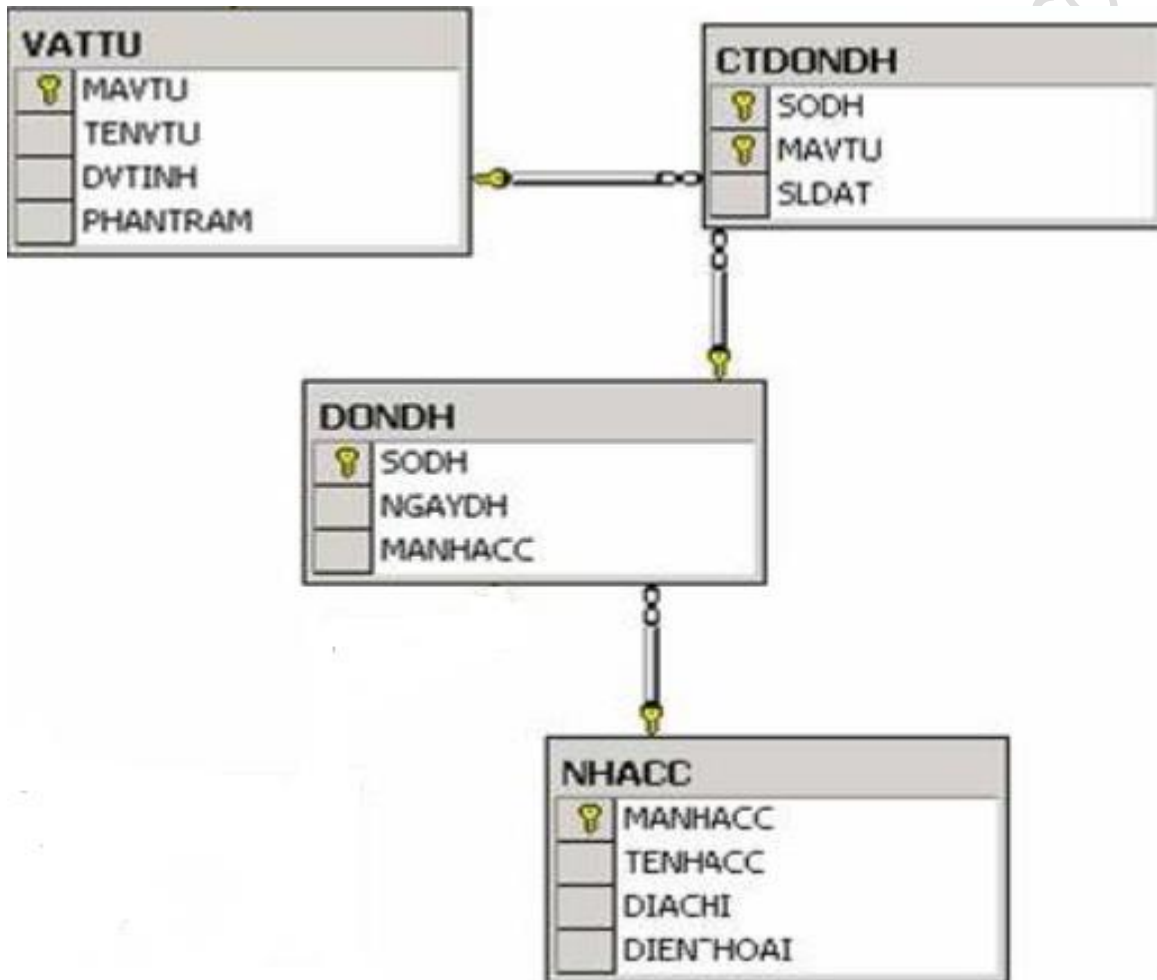 VATTU
MAVTU
TENVTU
DVTINH
PHANTRAM
CTDONDH
SODH
MAVTU
SLDAT
DONDH
SODH
NGAYDH
MANHACC
NHACC
MANHACC
TENHACC
DIACHI
DIENTHOAI